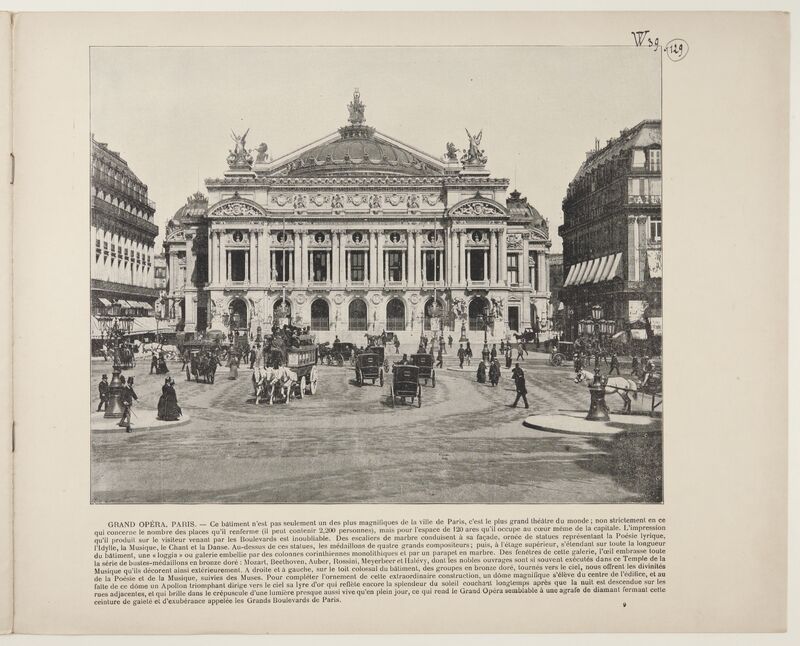 W39
129
GRAND OPÉRA, PARIS. — Ce bâtiment n'est pas seulement un des plus magnifiques de la ville de Paris, c'est le plus grand théâtre du monde ; non strictement en ce
qui concerne le nombre des places qu'il renferme (il peut contenir 2,200 personnes), mais pour l'espace de 120 ares qu'il occupe au cœur même de la capitale. L'impression
qu'il produit sur le visiteur venant par les Boulevards est inoubliable. Des escaliers de marbre conduisent à sa façade, ornée de statues représentant la Poésie lyrique,
l'Idylle, la Musique, le Chant et la Danse. Au-dessus de ces statues, les médaillons de quatre grands compositeurs ; puis, à l'étage supérieur, s'étendant sur toute la longueur
du bâtiment, une « loggia » ou galerie embellie par des colonnes corinthiennes monolithiques et par un parapet en marbre. Des fenêtres de cette galerie, l'œil embrasse toute
la série de bustes-médaillons en bronze doré : Mozart, Beethoven, Auber, Rossini, Meyerbeer et Halévy, dont les nobles ouvrages sont si souvent exécutés dans ce Temple de la
Musique qu'ils décorent ainsi extérieurement. A droite et à gauche, sur le toit colossal du bâtiment, des groupes en bronze doré, tournés vers le ciel, nous offrent les divinités
de la Poésie et de la Musique, suivies des Muses. Pour compléter l'ornement de cette extraordinaire construction, un dôme magnifique s'élève du centre de l'édifice, et au
faîte de ce dôme un Apollon triomphant dirige vers le ciel sa lyre d'or qui reflète encore la splendeur du soleil couchant longtemps après que la nuit est descendue sur les
rues adjacentes, et qui brille dans le crépuscule d'une lumière presque aussi vive qu'en plein jour, ce qui rend le Grand Opéra semblable à une agrafe de diamant fermant cette
ceinture de gaieté et d'exubérance appelée les Grands Boulevards de Paris.
9